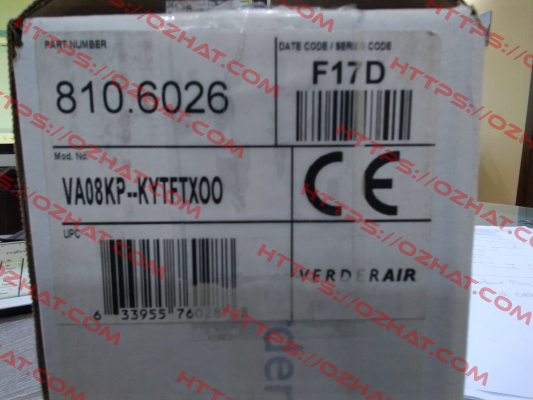 PART NUMBER
810.6026
DATE CODE / SERIES CODE
F17D
Mod. No.
VA08KP--KYTFTXOO
CE
UPC
6 33955 76028
VERDERAIR
HTTPS://OZHAT.COM